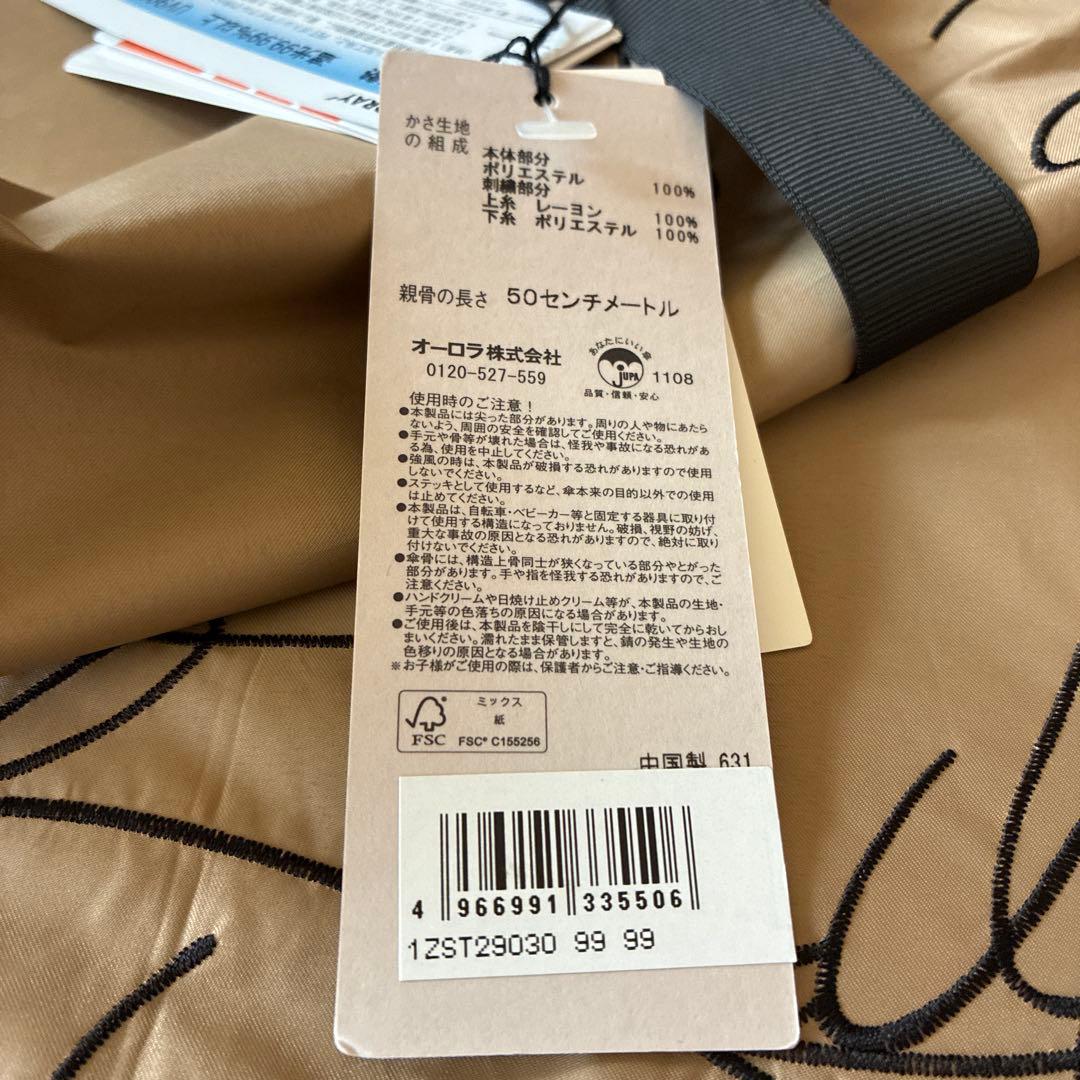 かさ生地
の組成
本体部分
ポリエステル 100%
刺繍部分
上糸 レーヨン 100%
下糸 ポリエステル 100%
親骨の長さ 50センチメートル
オーロラ株式会社
0120-527-559
あなたにいい傘
JUPA
1108
品質・信頼・安心
使用時のご注意!
●本製品には尖った部分があります。周りの人や物にあたら
ないよう、周囲の安全を確認してご使用ください。
●手元や骨等が壊れた場合は、怪我や事故になる恐れがあ
る為、使用を中止してください。
●強風の時は、本製品が破損する恐れがありますので使用
しないでください。
●ステッキとして使用するなど、傘本来の目的以外での使用
は止めてください。
●本製品は、自転車・ベビーカー等と固定する器具に取り付
けて使用する構造になっておりません。破損、視野の妨げ、
重大な事故の原因となる恐れがありますので、絶対に取り
付けないでください。
●傘骨には、構造上骨同士が狭くなっている部分やとがった
部分があります。手や指を怪我する恐れがありますので、ご
注意ください。
●ハンドクリームや日焼け止めクリーム等が、本製品の生地・
手元等の色落ちの原因になる場合があります。
●ご使用後は、本製品を陰干しにして完全に乾いてからおし
まいください。濡れたまま保管しますと、錆の発生や生地の
色移りの原因になる場合があります。
※お子様がご使用の際は、保護者からご注意・ご指導ください。
FSC
ミックス
紙
FSC® C155256
中国製 631
4 966991 335506
1ZST29030 99 99